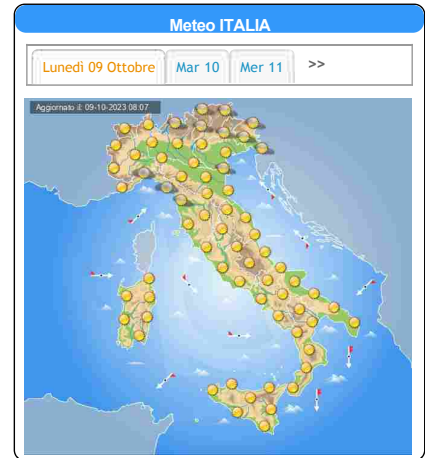 Meteo ITALIA
Lunedì 09 Ottobre Mar 10 Mer 11 >>
Aggiornato il: 09-10-2023 08:07